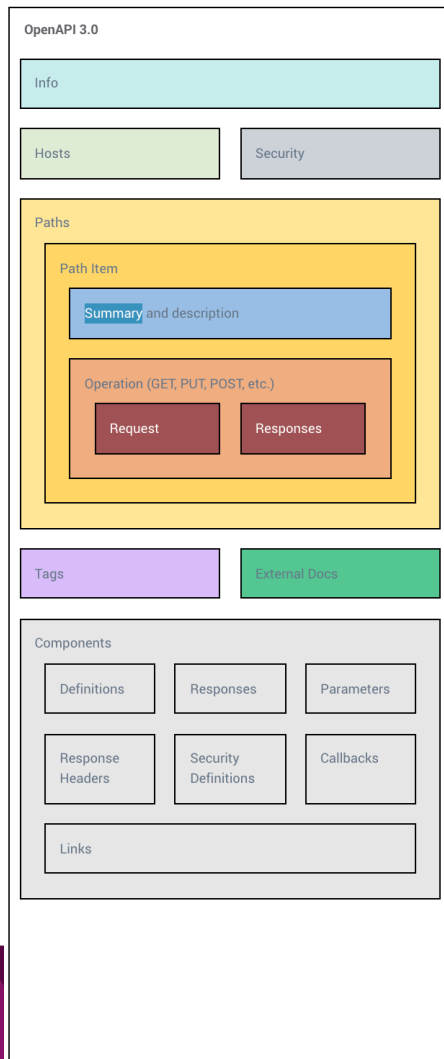 OpenAPI 3.0
Info
Hosts
Security
Paths
Path Item
Summary and description
Operation (GET, PUT, POST, etc.)
Request
Responses
Tags
External Docs
Components
Definitions
Responses
Parameters
Response
Headers
Security
Definitions
Callbacks
Links